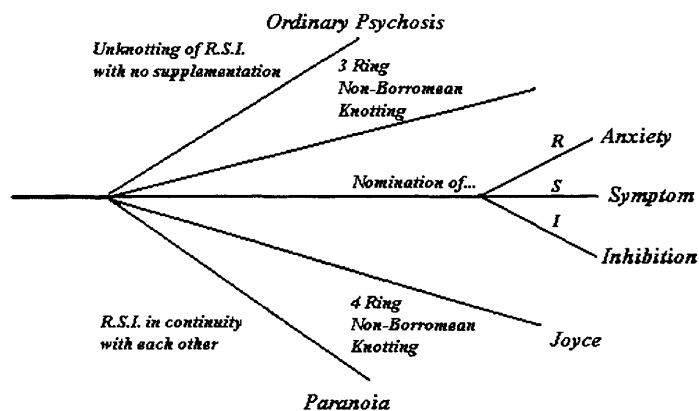 Ordinary Psychosis
Unknotting of R.S.I.
with no supplementation
3 Ring
Non-Borromean
Knotting
Nomination of...
R
Anxiety
S
Symptom
I
Inhibition
4 Ring
Non-Borromean
Knotting
Joyce
R.S.I. in continuity
with each other
Paranoia